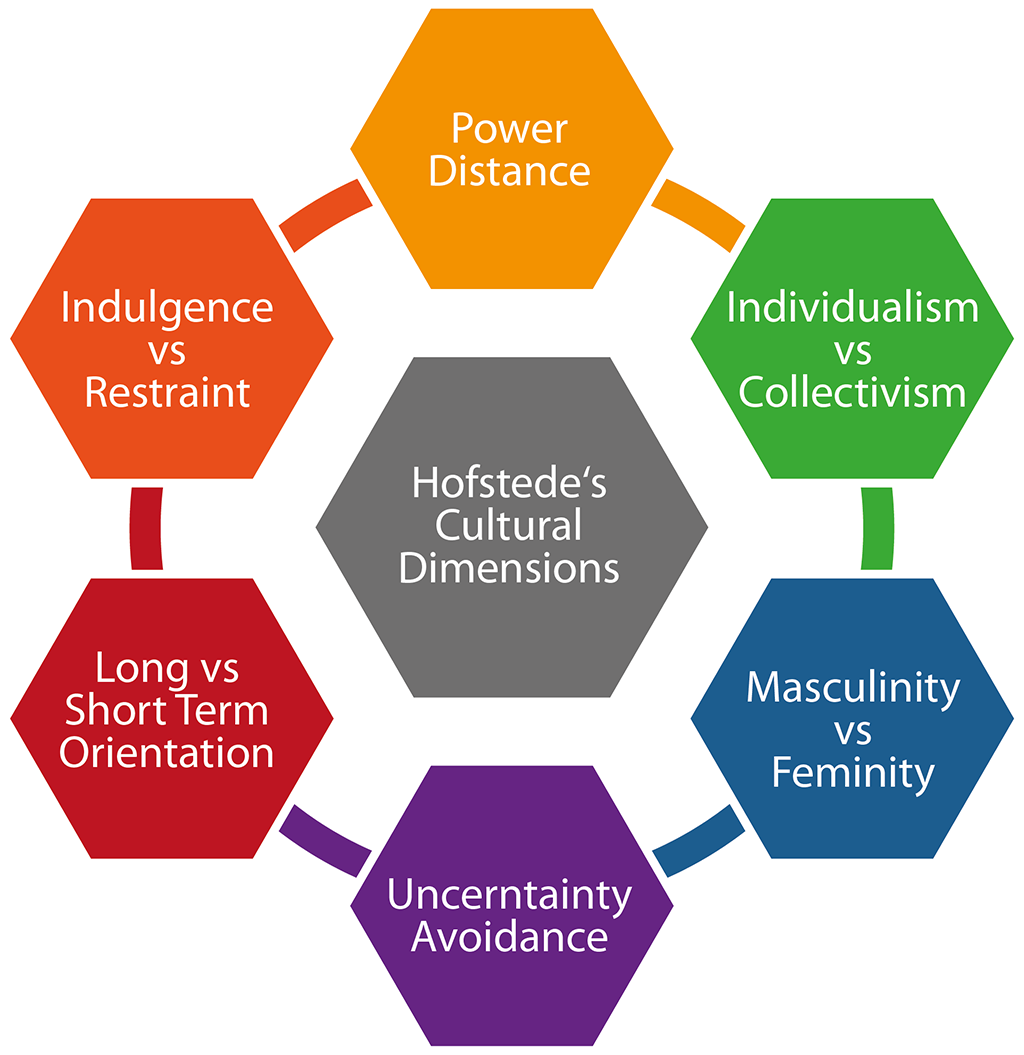 Power
Distance
Individualism
vs
Collectivism
Masculinity
vs
Feminity
Uncerntainty
Avoidance
Long vs
Short Term
Orientation
Indulgence
vs
Restraint
Hofstede‘s
Cultural
Dimensions